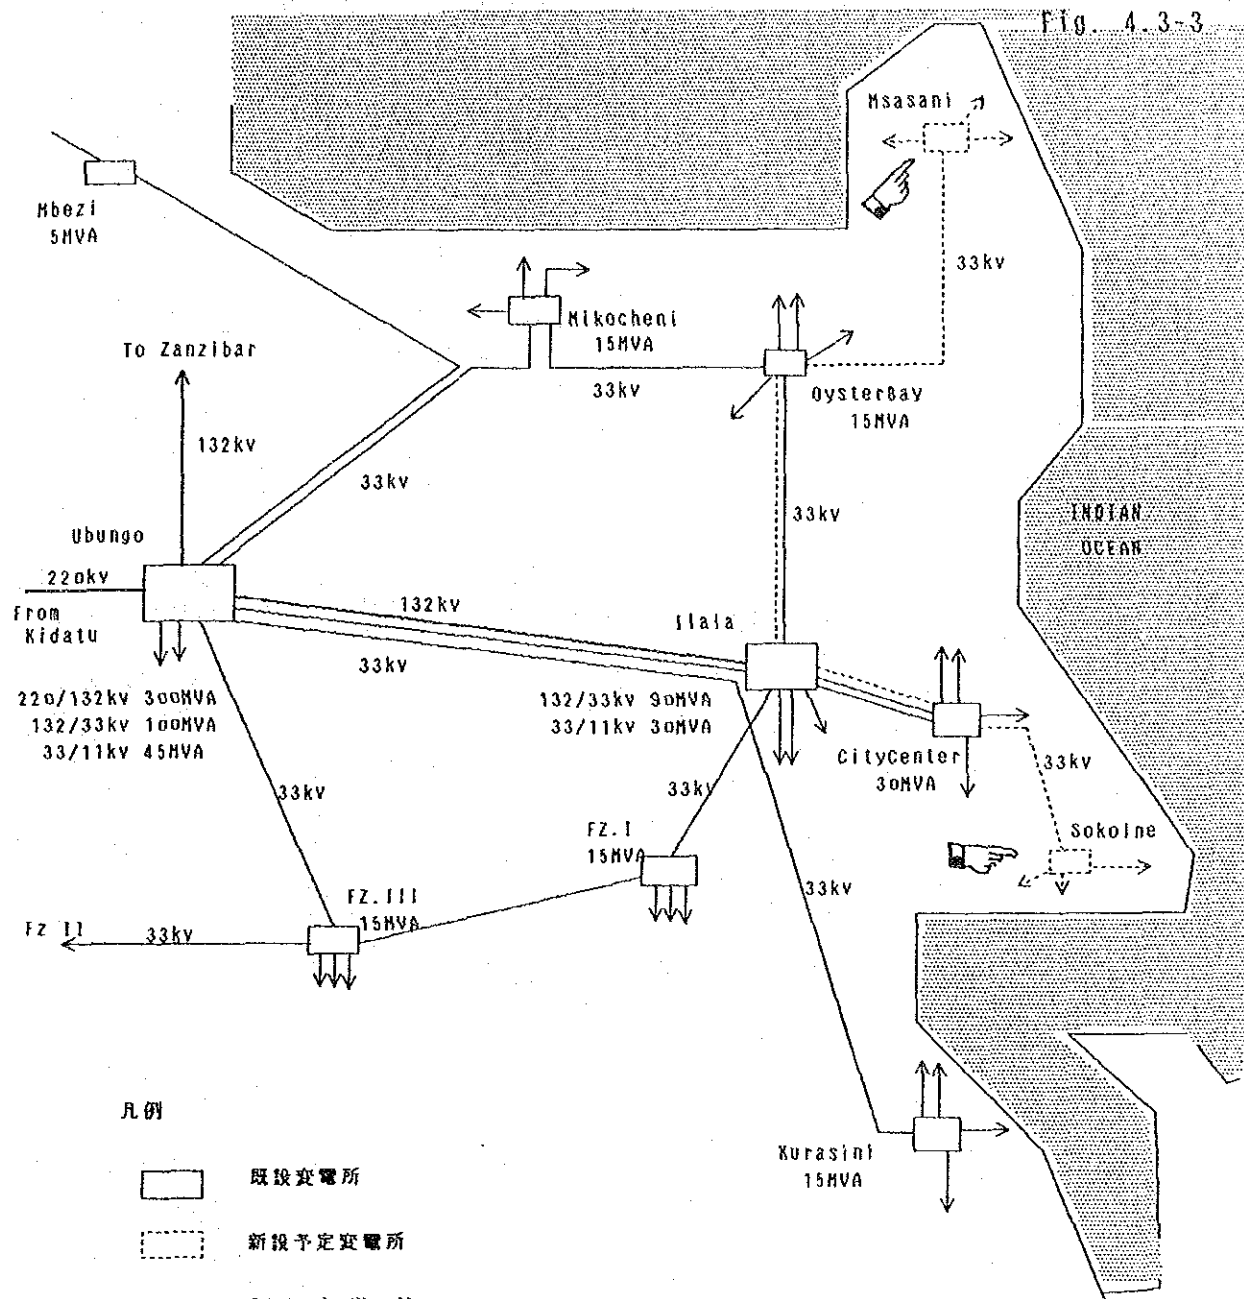 Fig. 4.3-3
Msasani
Mbezi
5MVA
33kv
Mikocheni
15MVA
To Zanzibar
33kv
OysterBay
15MVA
132kv
33kv
33kv
INDIAN
OCEAN
Ubungo
220kv
From
Kidatu
132kv
Ilala
33kv
220/132kv 300MVA
132/33kv 100MVA
33/11kv 45MVA
132/33kv 90MVA
33/11kv 30MVA
CityCenter
30MVA
33kv
33kv
33kv
FZ.I
15MVA
Sokoine
33kv
FZ.III
15MVA
Fz II
33kv
凡例
Kurasini
15MVA
既設変電所
新設予定変電所